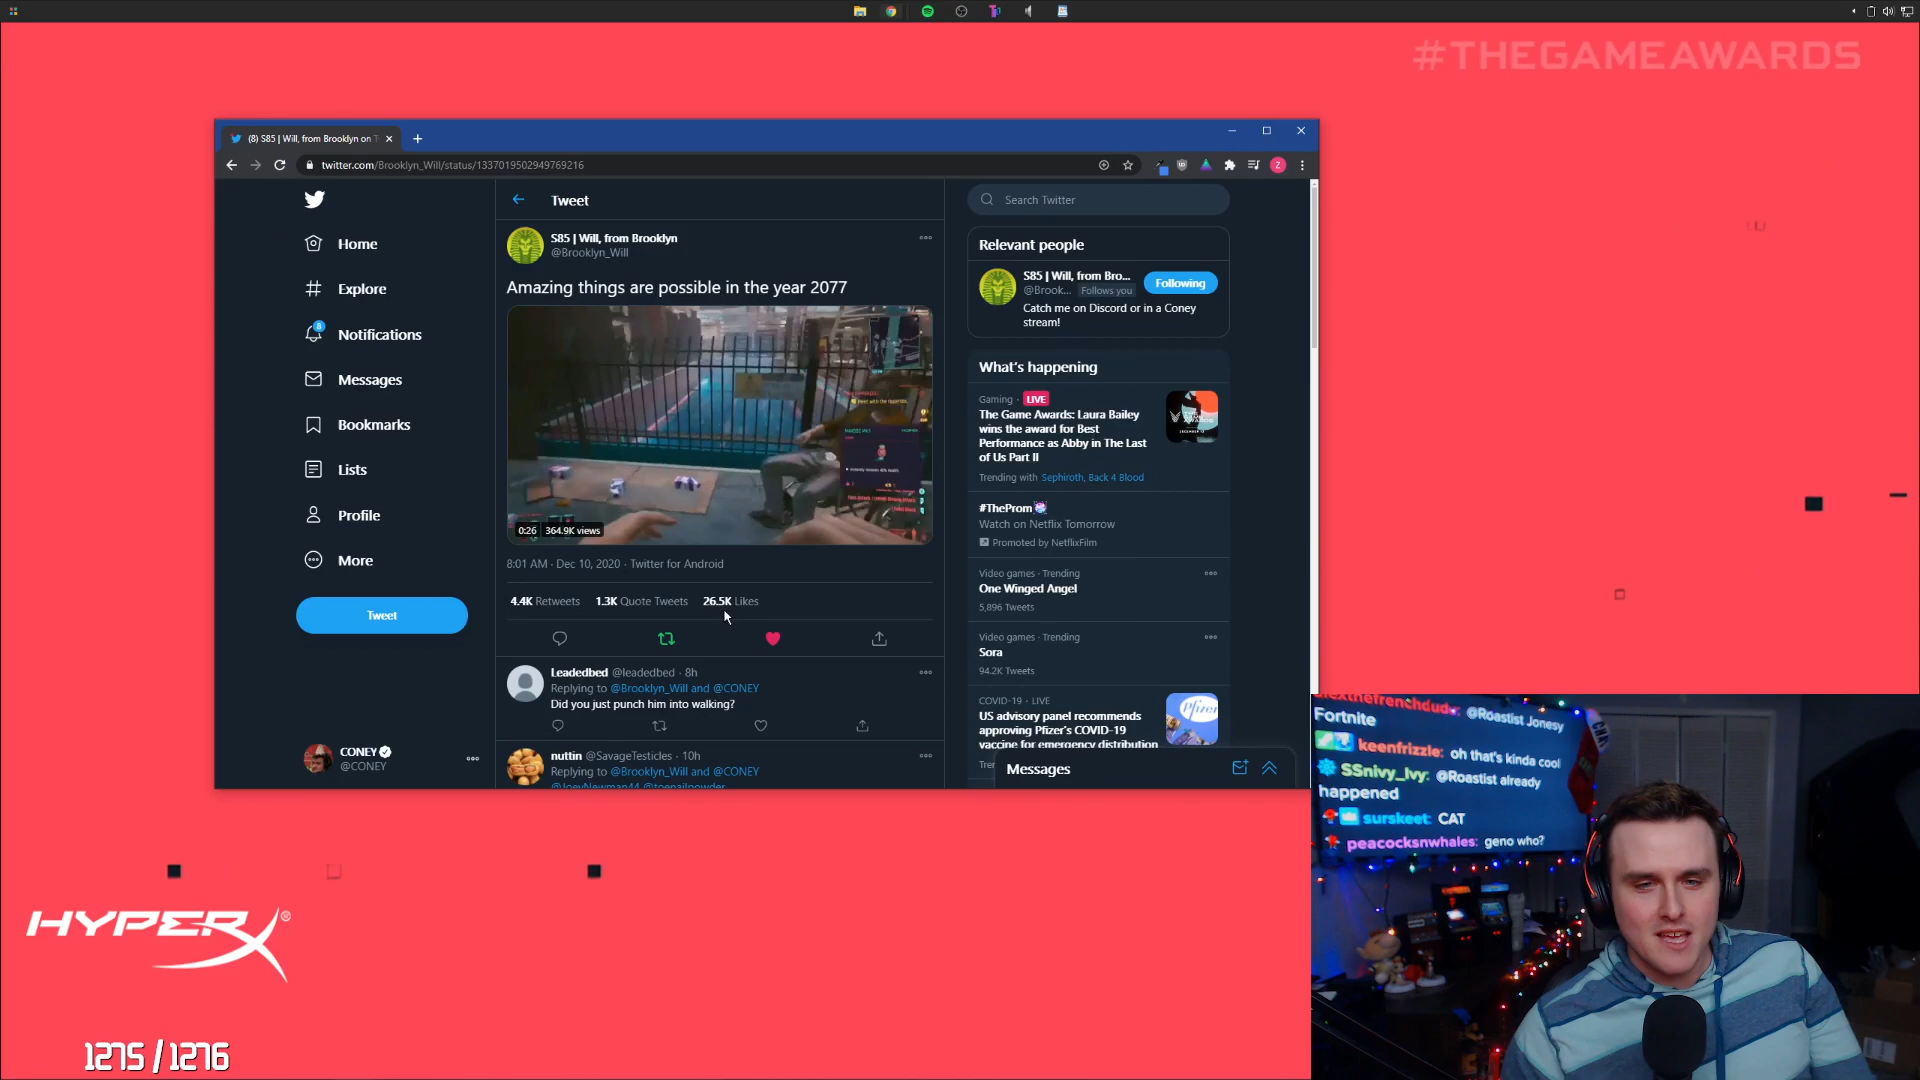 #THEGAMEAWARDS
(8) S85 | Will, from Brooklyn on T
twitter.com/Brooklyn_Will/status/1337019502949769216
Home
Explore
8
Notifications
Messages
Bookmarks
Lists
Profile
More
Tweet
CONEY
@CONEY
Tweet
S85 | Will, from Brooklyn
@Brooklyn_Will
Amazing things are possible in the year 2077
0:26 364.9K views
8:01 AM · Dec 10, 2020 · Twitter for Android
4.4K Retweets 1.3K Quote Tweets 26.5K Likes
Leadedbed @leadedbed · 8h
Replying to @Brooklyn_Will and @CONEY
Did you just punch him into walking?
nuttin @SavageTesticles · 10h
Replying to @Brooklyn_Will and @CONEY
@JoeyNewman44 @toenailpowder
Search Twitter
Relevant people
S85 | Will, from Bro...
@Brook... Follows you
Following
Catch me on Discord or in a Coney
stream!
What's happening
Gaming · LIVE
The Game Awards: Laura Bailey
wins the award for Best
Performance as Abby in The Last
of Us Part II
Trending with Sephiroth, Back 4 Blood
#TheProm
Watch on Netflix Tomorrow
Promoted by NetflixFilm
Video games · Trending
One Winged Angel
5,896 Tweets
Video games · Trending
Sora
94.2K Tweets
COVID-19 · LIVE
US advisory panel recommends
approving Pfizer's COVID-19
vaccine for emergency distribution
Pfizer
Messages
alexthefrenchdude: @Roastist Jonesy
Fortnite
keenfrizzle: oh that's kinda cool
SSnivy_Ivy: @Roastist already
happened
surskeet: CAT
peacocksnwhales: geno who?
HYPERX®
1275 / 1276